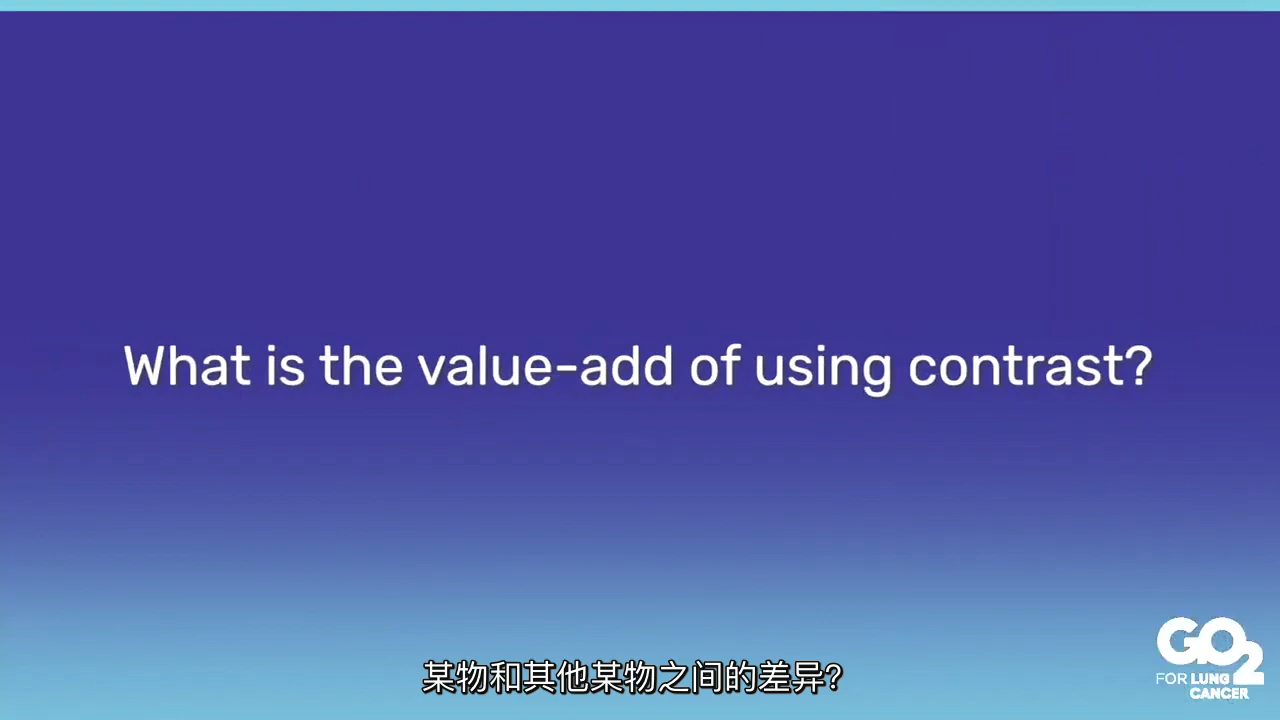 What is the value-add of using contrast?
某物和其他某物之间的差异?
GO2
FOR LUNG
CANCER